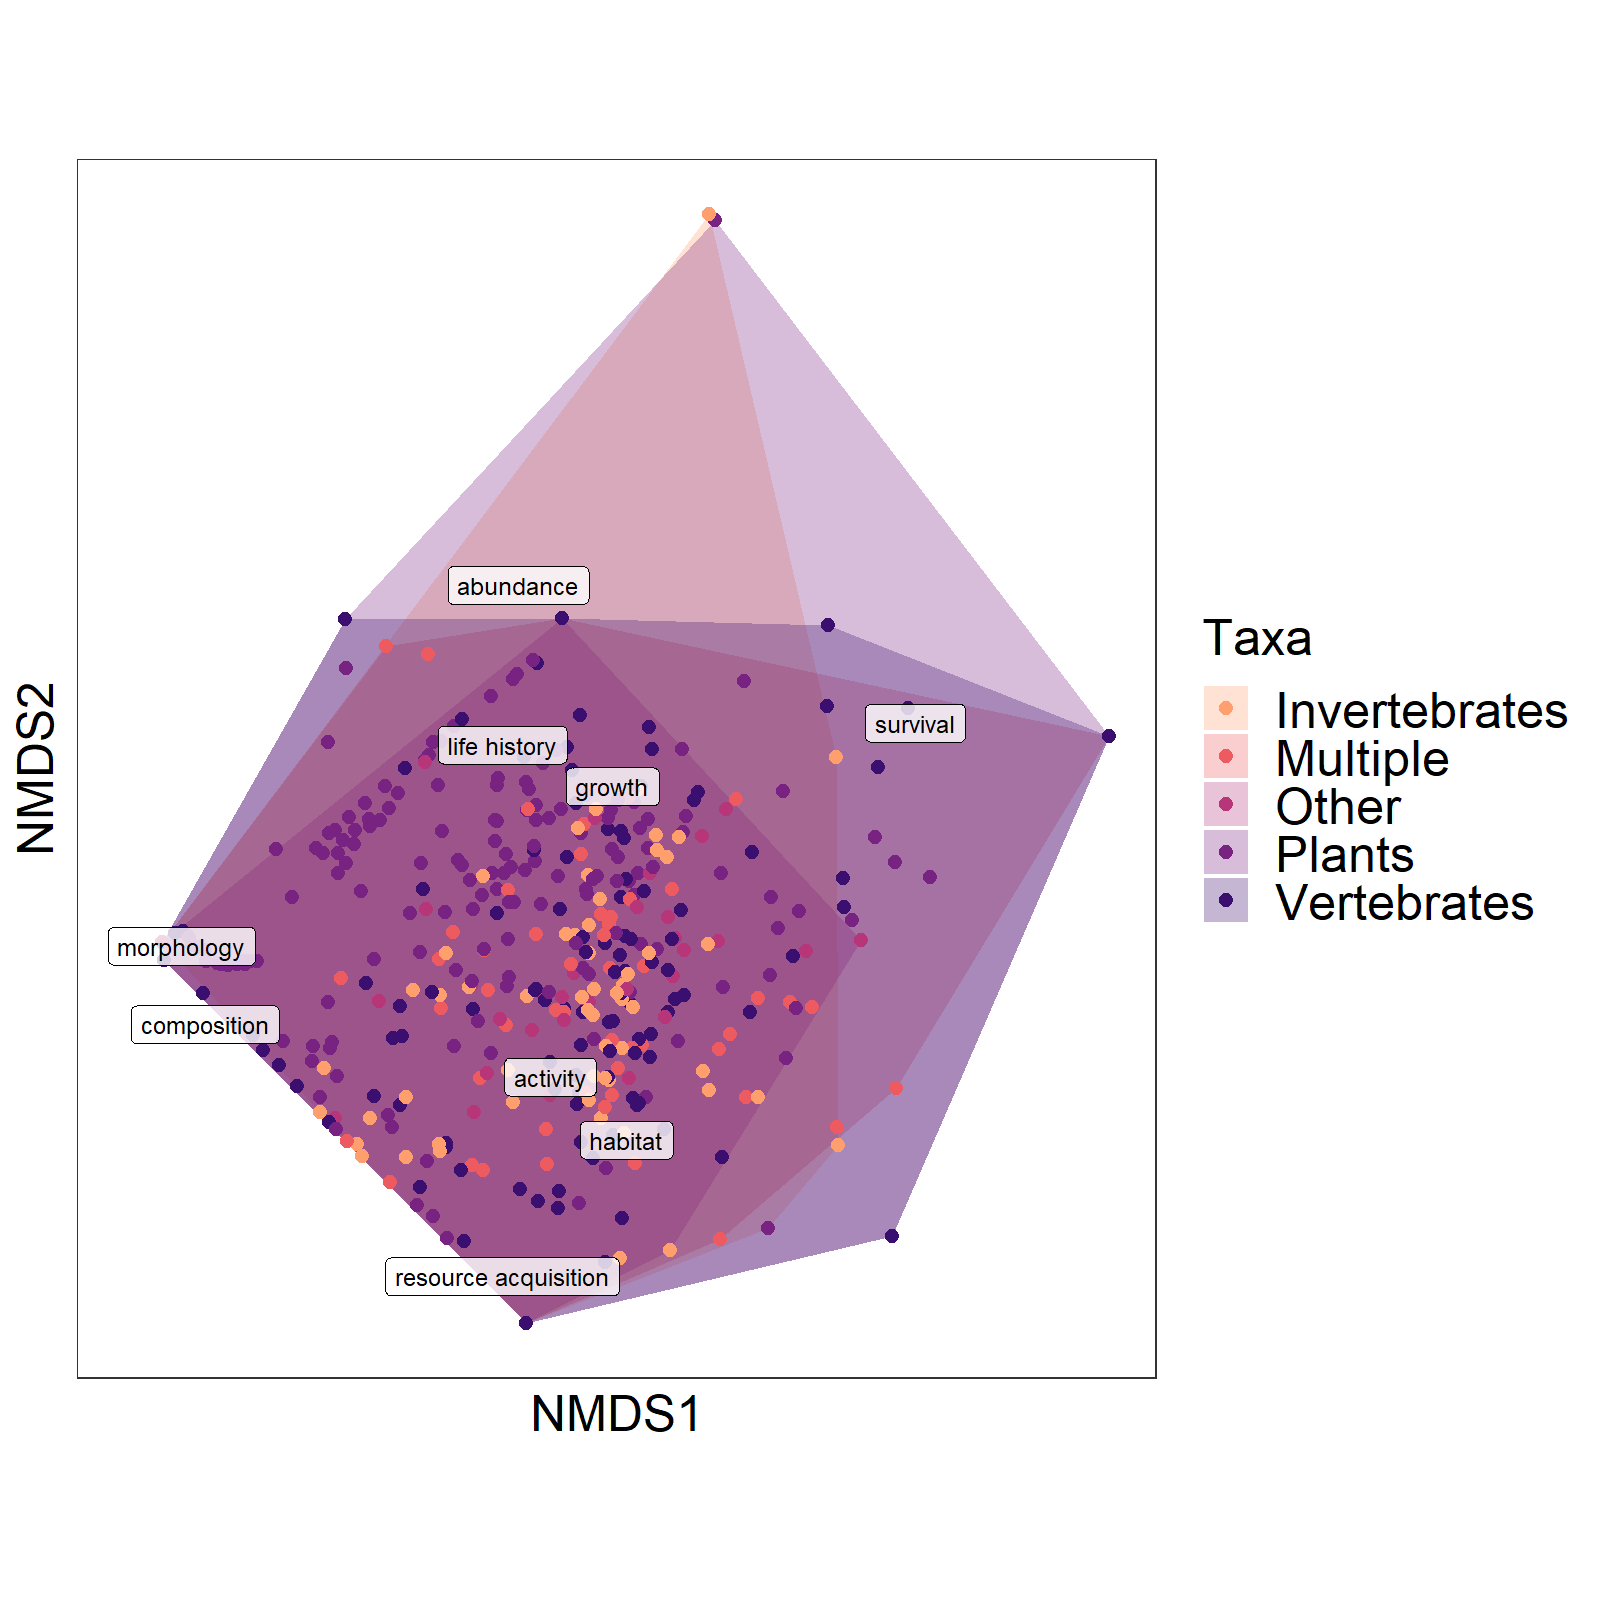 abundance
survival
life history
growth
morphology
composition
activity
habitat
resource acquisition
NMDS1
NMDS2
Taxa
Invertebrates
Multiple
Other
Plants
Vertebrates